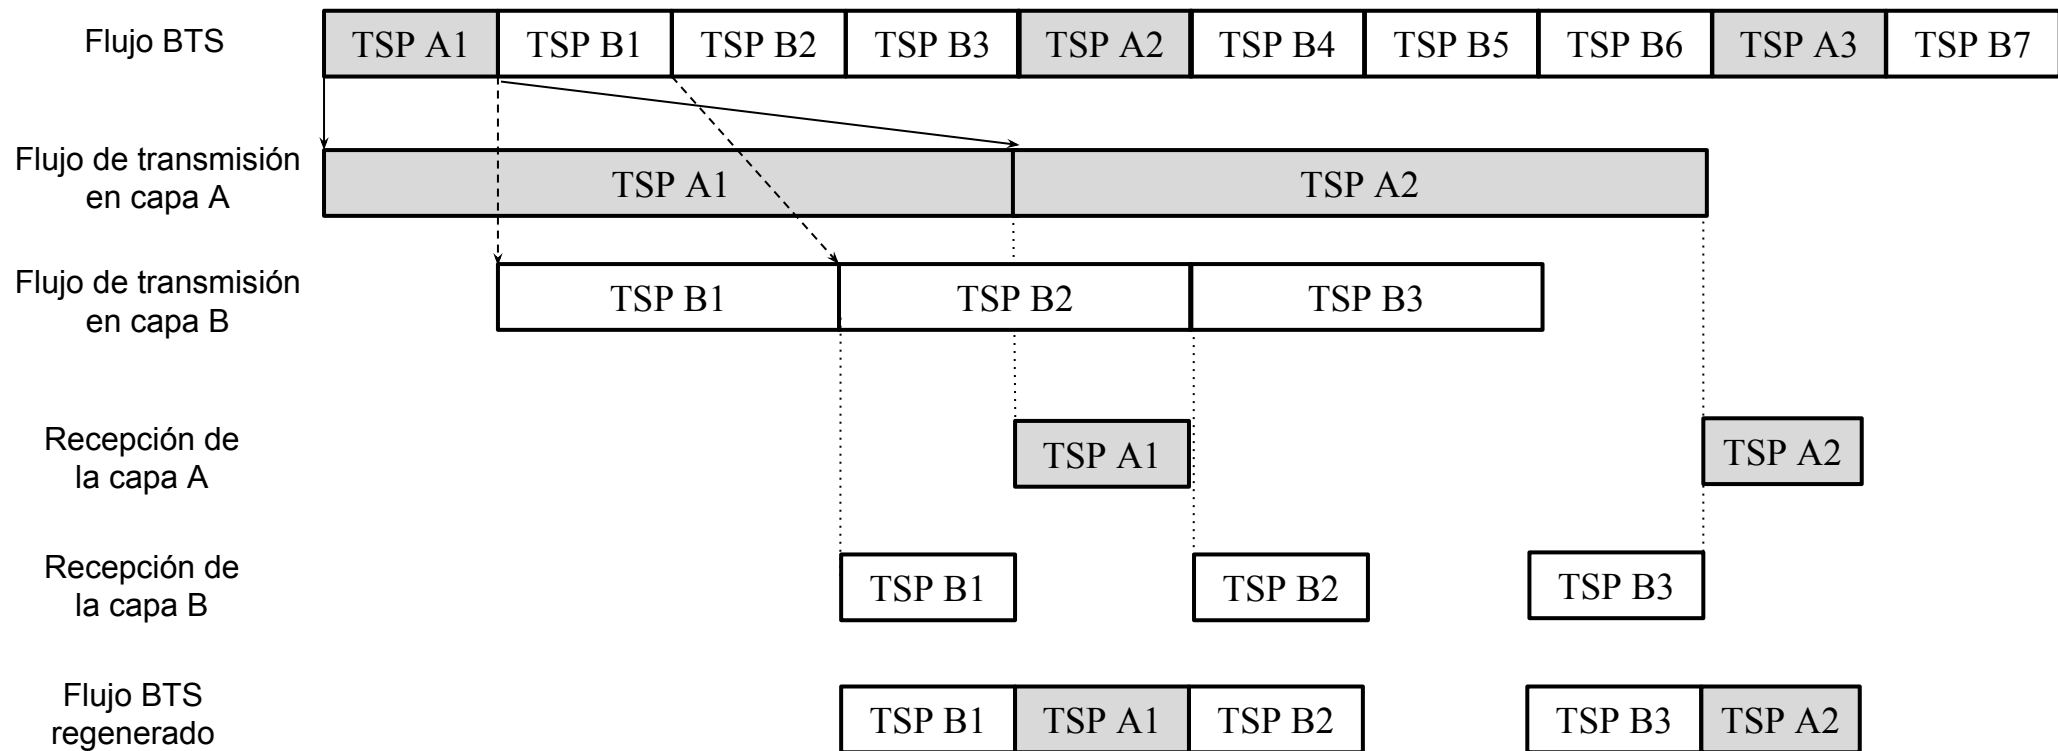 Flujo BTS
TSP A1 TSP B1 TSP B2 TSP B3 TSP A2 TSP B4 TSP B5 TSP B6 TSP A3 TSP B7
Flujo de transmisión
en capa A
TSP A1 TSP A2
Flujo de transmisión
en capa B
TSP B1 TSP B2 TSP B3
Recepción de
la capa A
TSP A1 TSP A2
Recepción de
la capa B
TSP B1 TSP B2 TSP B3
Flujo BTS
regenerado
TSP B1 TSP A1 TSP B2 TSP B3 TSP A2